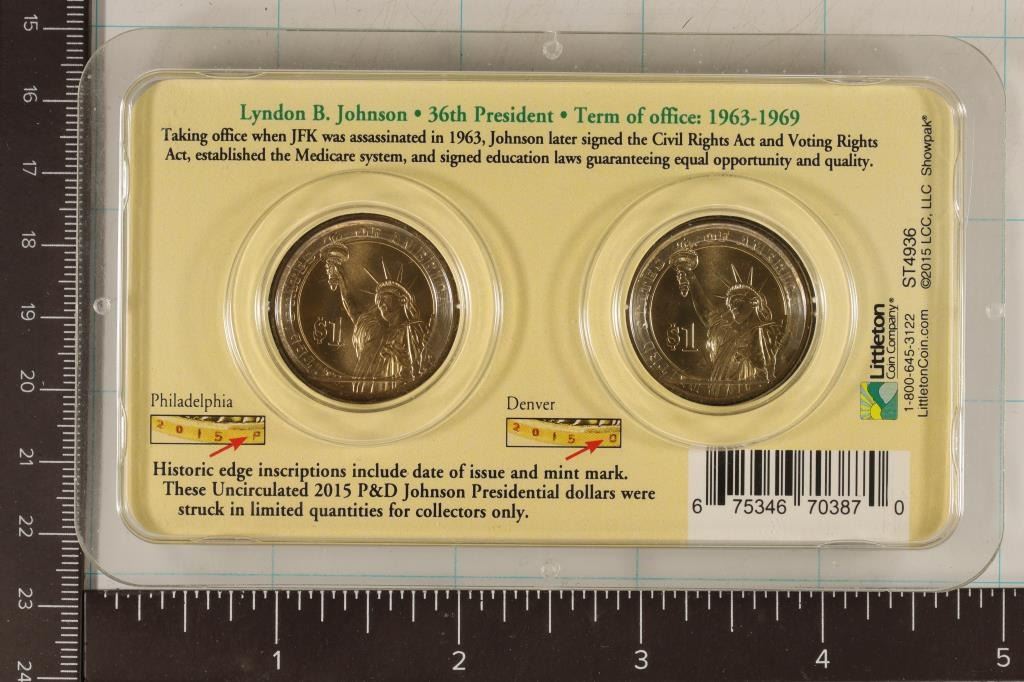 Lyndon B. Johnson • 36th President • Term of office: 1963-1969
Taking office when JFK was assassinated in 1963, Johnson later signed the Civil Rights Act and Voting Rights
Act, established the Medicare system, and signed education laws guaranteeing equal opportunity and quality.
$1
$1
Philadelphia
2015 P
Denver
2015 D
Historic edge inscriptions include date of issue and mint mark.
These Uncirculated 2015 P&D Johnson Presidential dollars were
struck in limited quantities for collectors only.
Littleton
Coin Company®
1-800-645-3122 ST4936
LittletonCoin.com ©2015 LCC, LLC Showpak®
6 75346 70387 0
15
16
17
18
19
20
21
22
23
24
1 2 3 4 5